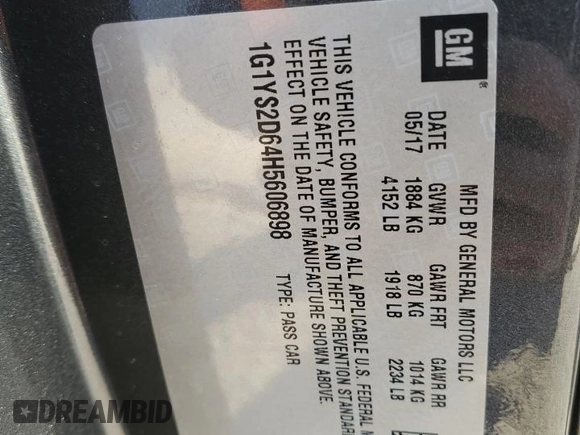 GM
®
MFD BY GENERAL MOTORS LLC
DATE GVWR GAWR FRT GAWR RR
05/17 1884 KG 870 KG 1014 KG
4152 LB 1918 LB 2234 LB
THIS VEHICLE CONFORMS TO ALL APPLICABLE U.S. FEDERAL
VEHICLE SAFETY, BUMPER, AND THEFT PREVENTION
EFFECT ON THE DATE OF MANUFACTURE SHOWN ABOVE.
1G1YS2D64H5606898 TYPE: PASS CAR
DREAMBID